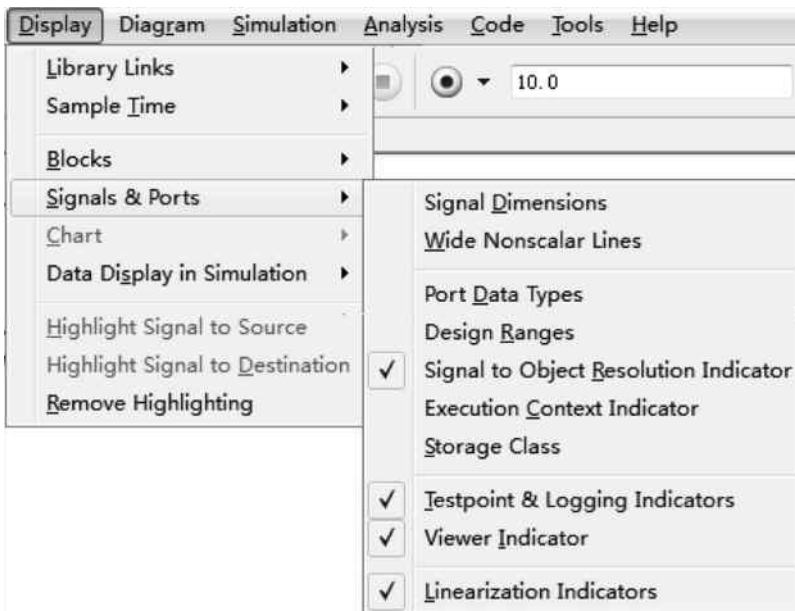 Display Diagram Simulation Analysis Code Tools Help
10.0
Library Links
Sample Time
Blocks
Signals & Ports
Chart
Data Display in Simulation
Highlight Signal to Source
Highlight Signal to Destination
Remove Highlighting
Signal Dimensions
Wide Nonscalar Lines
Port Data Types
Design Ranges
Signal to Object Resolution Indicator
Execution Context Indicator
Storage Class
Testpoint & Logging Indicators
Viewer Indicator
Linearization Indicators